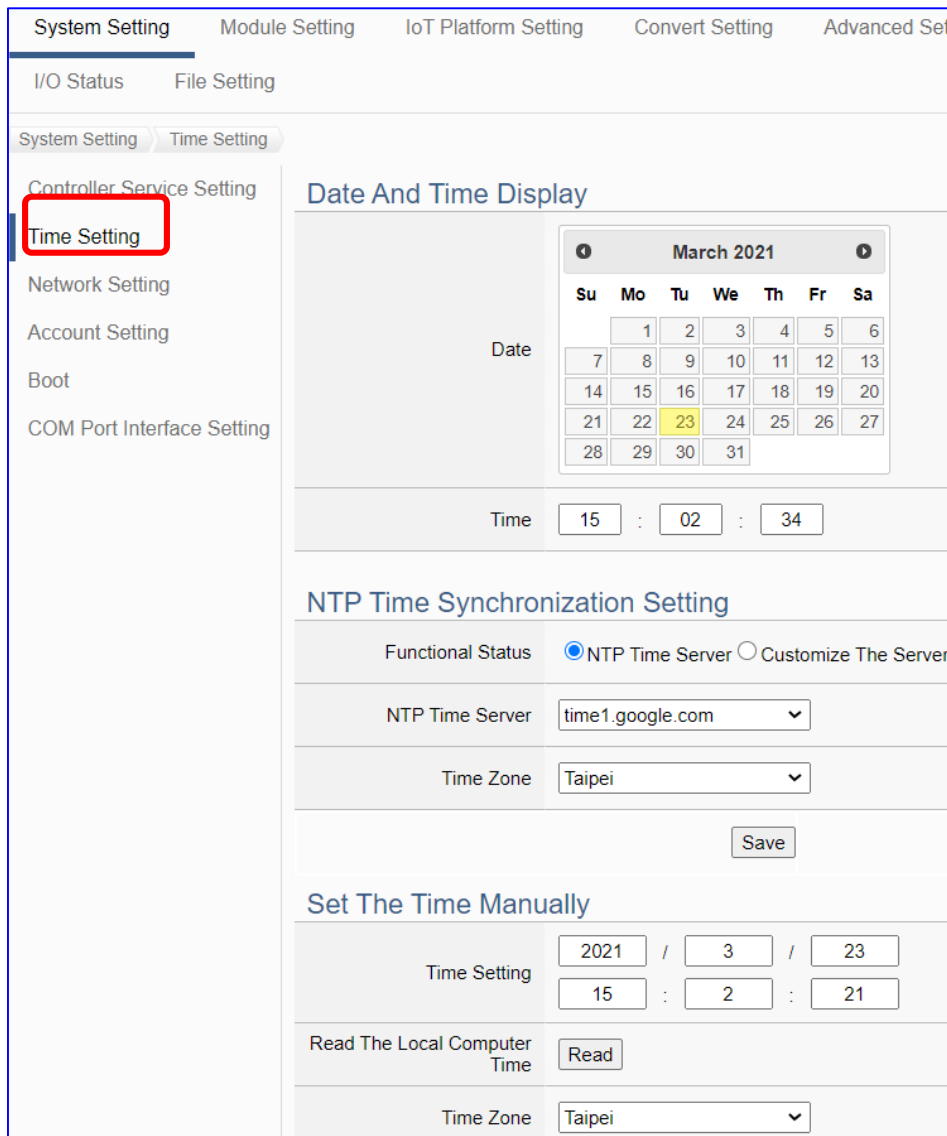 System Setting Module Setting IoT Platform Setting Convert Setting Advanced Set
I/O Status File Setting
System Setting Time Setting
Controller Service Setting
Time Setting
Network Setting
Account Setting
Boot
COM Port Interface Setting
Date And Time Display
Date
March 2021
Su Mo Tu We Th Fr Sa
1 2 3 4 5 6
7 8 9 10 11 12 13
14 15 16 17 18 19 20
21 22 23 24 25 26 27
28 29 30 31
Time 15 : 02 : 34
NTP Time Synchronization Setting
Functional Status NTP Time Server Customize The Server
NTP Time Server time1.google.com
Time Zone Taipei
Save
Set The Time Manually
Time Setting
2021 / 3 / 23
15 : 2 : 21
Read The Local Computer
Time
Read
Time Zone Taipei